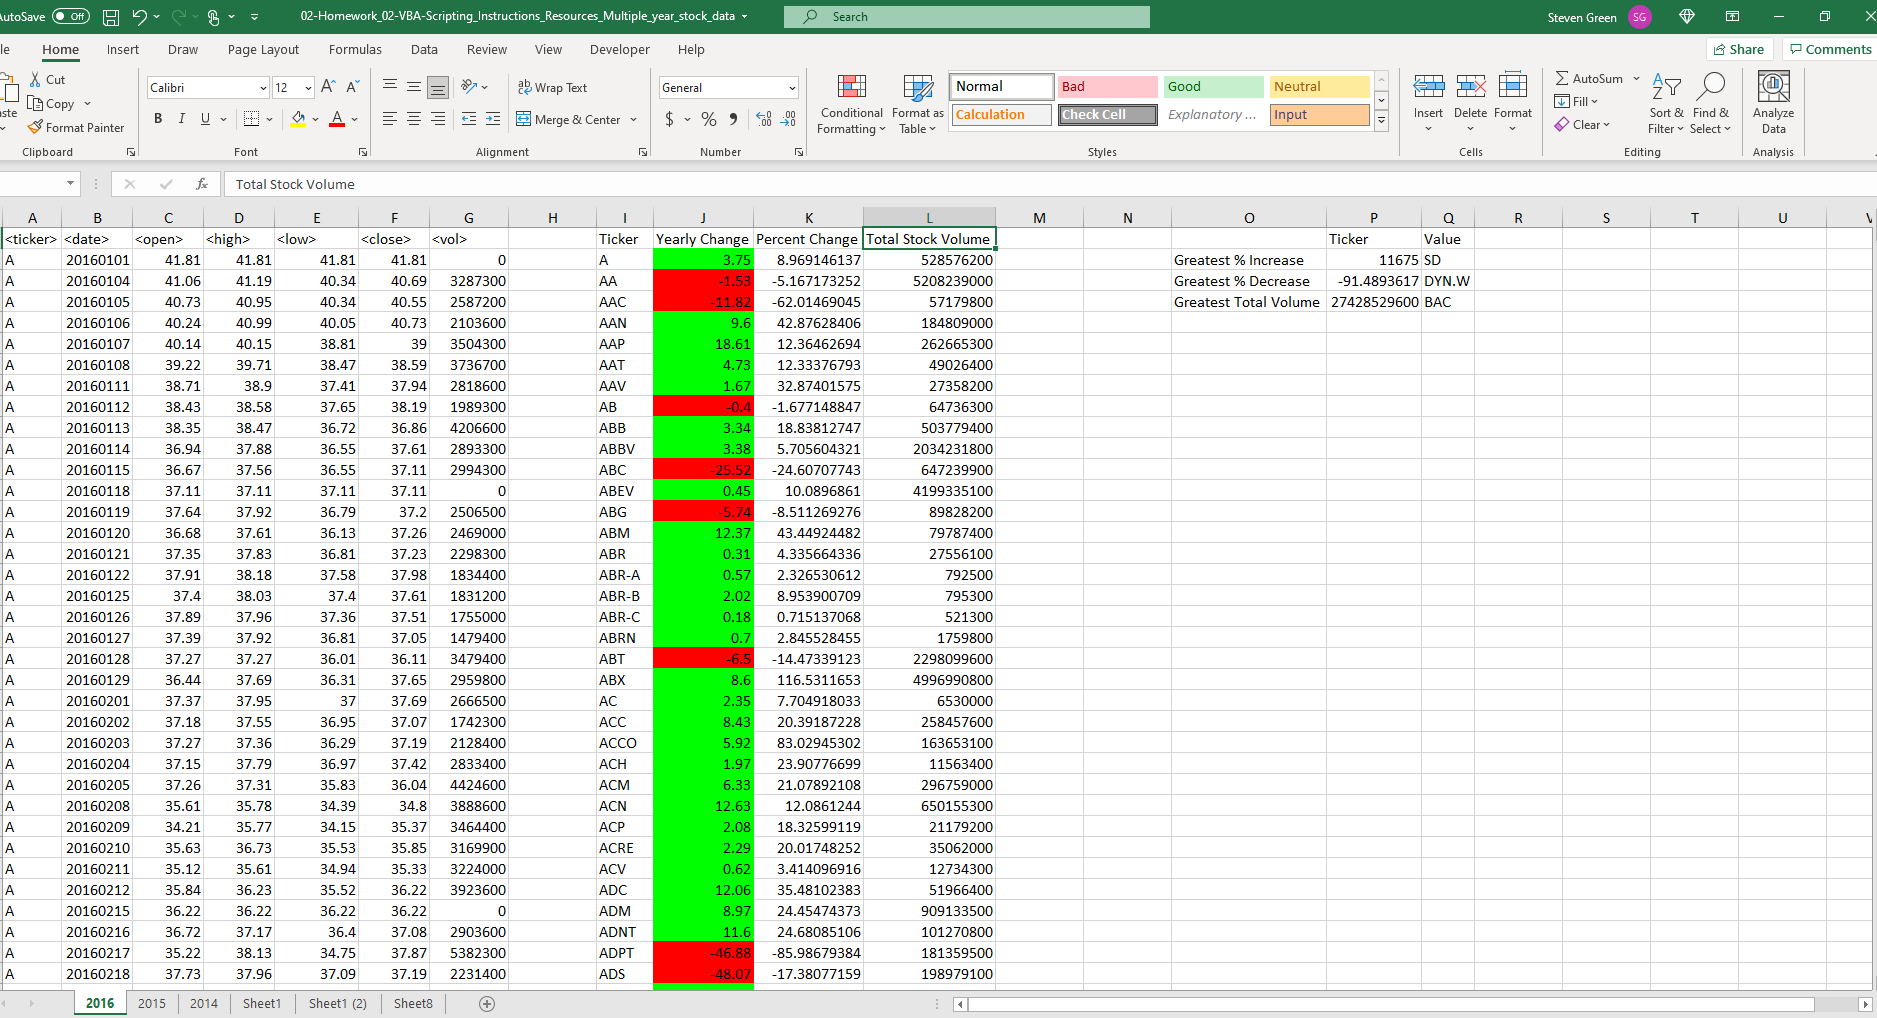 AutoSave Off 02-Homework_02-VBA-Scripting_Instructions_Resources_Multiple_year_stock_data Search Steven Green SG
Home Insert Draw Page Layout Formulas Data Review View Developer Help Share Comments
Cut
Copy
Format Painter
Clipboard
Calibri 12
B I U
Font
Wrap Text
Merge & Center
Alignment
General
$ % 9
Number
Conditional Formatting
Format as Table
Normal Bad Good Neutral
Calculation Check Cell Explanatory ... Input
Styles
Insert Delete Format
Cells
AutoSum
Fill
Clear
Sort & Filter
Find & Select
Editing
Analyze Data
Analysis
fx Total Stock Volume
A B C D E F G H I J K L M N O P Q R S T U V
<ticker> <date> <open> <high> <low> <close> <vol> Ticker Yearly Change Percent Change Total Stock Volume Ticker Value
A 20160101 41.81 41.81 41.81 41.81 0 A 3.75 8.969146137 528576200 Greatest % Increase 11675 SD
A 20160104 41.06 41.19 40.34 40.69 3287300 AA -1.53 -5.167173252 5208239000 Greatest % Decrease -91.4893617 DYN.W
A 20160105 40.73 40.95 40.34 40.55 2587200 AAC -11.82 -62.01469045 57179800 Greatest Total Volume 27428529600 BAC
A 20160106 40.24 40.99 40.05 40.73 2103600 AAN 9.6 42.87628406 184809000
A 20160107 40.14 40.15 38.81 39 3504300 AAP 18.61 12.36462694 262665300
A 20160108 39.22 39.71 38.47 38.59 3736700 AAT 4.73 12.33376793 49026400
A 20160111 38.71 38.9 37.41 37.94 2818600 AAV 1.67 32.87401575 27358200
A 20160112 38.43 38.58 37.65 38.19 1989300 AB -0.4 -1.677148847 64736300
A 20160113 38.35 38.47 36.72 36.86 4206600 ABB 3.34 18.83812747 503779400
A 20160114 36.94 37.88 36.55 37.61 2893300 ABBV 3.38 5.705604321 2034231800
A 20160115 36.67 37.56 36.55 37.11 2994300 ABC -25.52 -24.60707743 647239900
A 20160118 37.11 37.11 37.11 37.11 0 ABEV 0.45 10.0896861 4199335100
A 20160119 37.64 37.92 36.79 37.2 2506500 ABG -5.74 -8.511269276 89828200
A 20160120 36.68 37.61 36.13 37.26 2469000 ABM 12.37 43.44924482 79787400
A 20160121 37.35 37.83 36.81 37.23 2298300 ABR 0.31 4.335664336 27556100
A 20160122 37.91 38.18 37.58 37.98 1834400 ABR-A 0.57 2.326530612 792500
A 20160125 37.4 38.03 37.4 37.61 1831200 ABR-B 2.02 8.953900709 795300
A 20160126 37.89 37.96 37.36 37.51 1755000 ABR-C 0.18 0.715137068 521300
A 20160127 37.39 37.92 36.81 37.05 1479400 ABRN 0.7 2.845528455 1759800
A 20160128 37.27 37.27 36.01 36.11 3479400 ABT -6.5 -14.47339123 2298099600
A 20160129 36.44 37.69 36.31 37.65 2959800 ABX 8.6 116.5311653 4996990800
A 20160201 37.37 37.95 37 37.69 2666500 AC 2.35 7.704918033 6530000
A 20160202 37.18 37.55 36.95 37.07 1742300 ACC 8.43 20.39187228 258457600
A 20160203 37.27 37.36 36.29 37.19 2128400 ACCO 5.92 83.02945302 163653100
A 20160204 37.15 37.79 36.97 37.42 2833400 ACH 1.97 23.90776699 11563400
A 20160205 37.26 37.31 35.83 36.04 4424600 ACM 6.33 21.07892108 296759000
A 20160208 35.61 35.78 34.39 34.8 3888600 ACN 12.63 12.0861244 650155300
A 20160209 34.21 35.77 34.15 35.37 3464400 ACP 2.08 18.32599119 21179200
A 20160210 35.63 36.73 35.53 35.85 3169900 ACRE 2.29 20.01748252 35062000
A 20160211 35.12 35.61 34.94 35.33 3224000 ACV 0.62 3.414096916 12734300
A 20160212 35.84 36.23 35.52 36.22 3923600 ADC 12.06 35.48102383 51966400
A 20160215 36.22 36.22 36.22 36.22 0 ADM 8.97 24.45474373 909133500
A 20160216 36.72 37.17 36.4 37.08 2903600 ADNT 11.6 24.68085106 101270800
A 20160217 35.22 38.13 34.75 37.87 5382300 ADPT -46.88 -85.98679384 181359500
A 20160218 37.73 37.96 37.09 37.19 2231400 ADS -48.07 -17.38077159 198979100
2016 2015 2014 Sheet1 Sheet1 (2) Sheet8